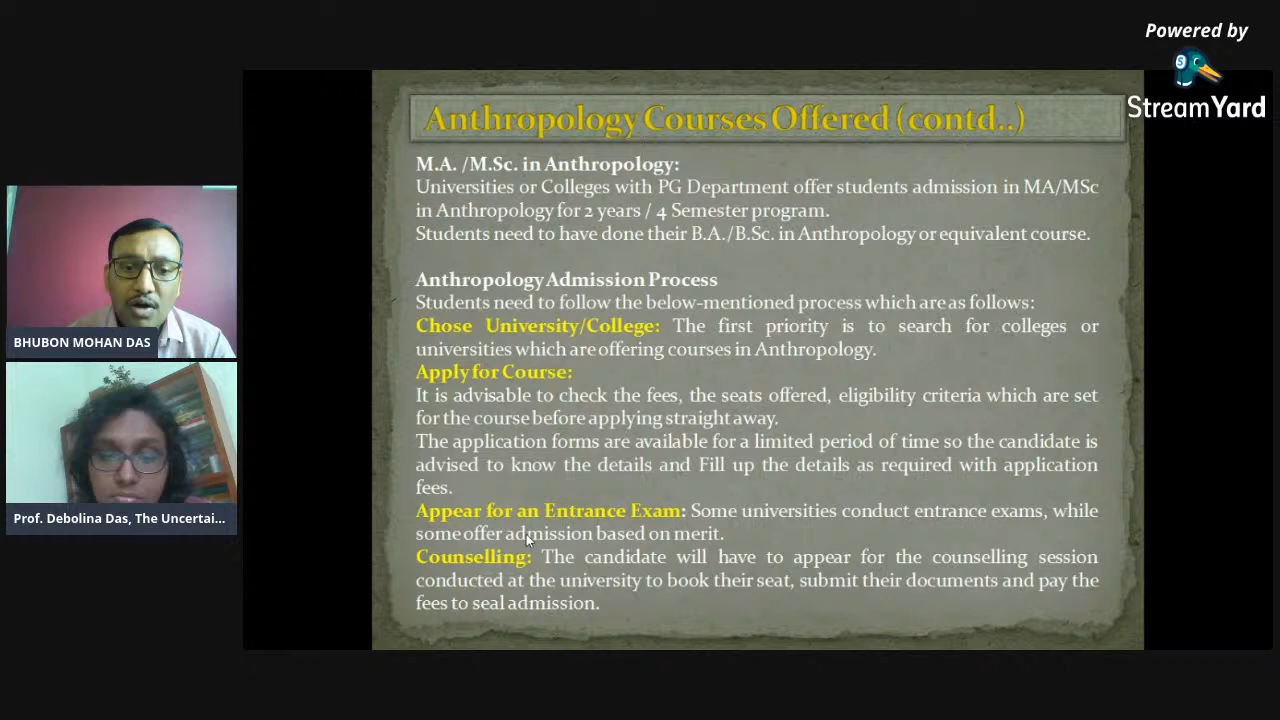 Powered by
StreamYard
Anthropology Courses Offered (contd..)
M.A. /M.Sc. in Anthropology:
Universities or Colleges with PG Department offer students admission in MA/MSc
in Anthropology for 2 years / 4 Semester program.
Students need to have done their B.A./B.Sc. in Anthropology or equivalent course.
Anthropology Admission Process
Students need to follow the below-mentioned process which are as follows:
Chose University/College: The first priority is to search for colleges or
universities which are offering courses in Anthropology.
Apply for Course:
It is advisable to check the fees, the seats offered, eligibility criteria which are set
for the course before applying straight away.
The application forms are available for a limited period of time so the candidate is
advised to know the details and Fill up the details as required with application
fees.
Appear for an Entrance Exam: Some universities conduct entrance exams, while
some offer admission based on merit.
Counselling: The candidate will have to appear for the counselling session
conducted at the university to book their seat, submit their documents and pay the
fees to seal admission.
BHUBON MOHAN DAS
Prof. Debolina Das, The Uncertai...